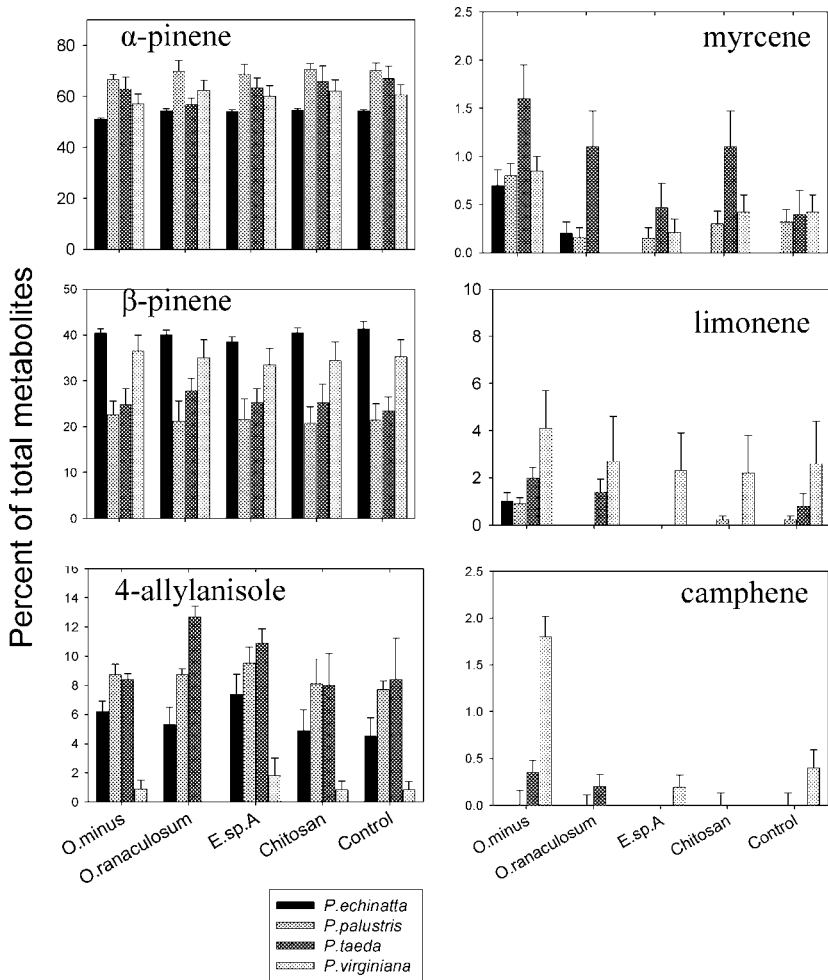 Percent of total metabolites
α-pinene
80
60
40
20
0
β-pinene
50
40
30
20
10
0
4-allylanisole
16
14
12
10
8
6
4
2
0
O.minus
O.ranaculosum
E.sp.A
Chitosan
Control
myrcene
2.5
2.0
1.5
1.0
0.5
0.0
limonene
10
8
6
4
2
0
camphene
2.5
2.0
1.5
1.0
0.5
0.0
O.minus
O.ranaculosum
E.sp.A
Chitosan
Control
P.echinatta
P.palustris
P.taeda
P.virginiana